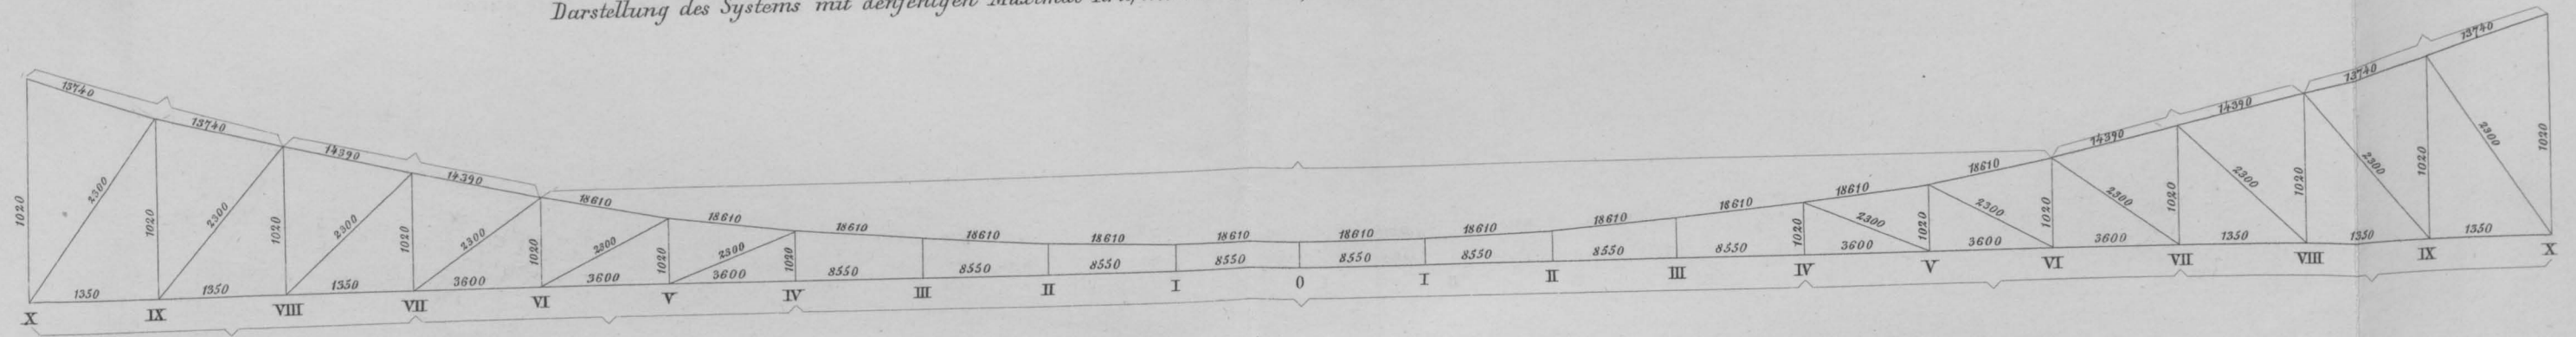 Darstellung des Systems mit denjenigen
13740 13740 14390 14390 18610 18610 18610 18610 18610 18610 18610 18610 18610 18610 18610 18610 14390 14390 13740 13740
1020 2300 1020 2300 1020 2300 1020 2300 1020 2300 1020 2300 1020 1020 2300 1020 2300 1020 2300 1020 2300 1020 2300 1020 2300 1020
1350 1350 1350 3600 3600 3600 8550 8550 8550 8550 8550 8550 8550 8550 3600 3600 3600 1350 1350 1350
X IX VIII VII VI V IV III II I 0 I II III IV V VI VII VIII IX X